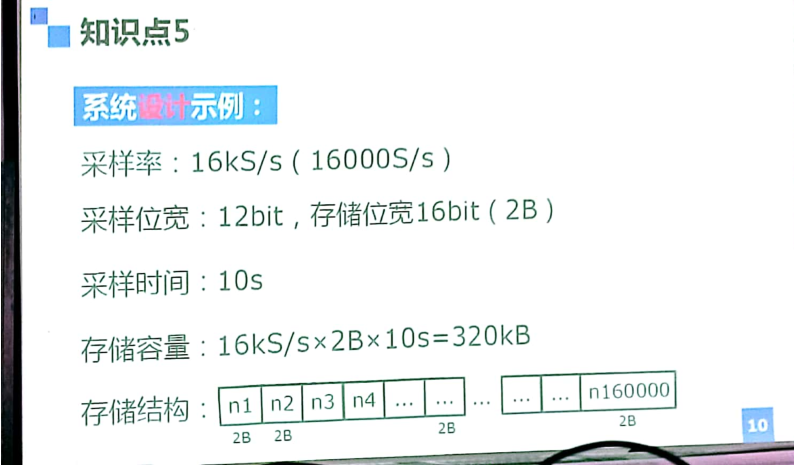 知识点5
系统设计示例：
采样率：16kS/s（16000S/s）
采样位宽：12bit，存储位宽16bit（2B）
采样时间：10s
存储容量：16kS/s×2B×10s=320kB
存储结构： n1 n2 n3 n4 ... ... ... ... ... n160000
2B 2B 2B 2B
10